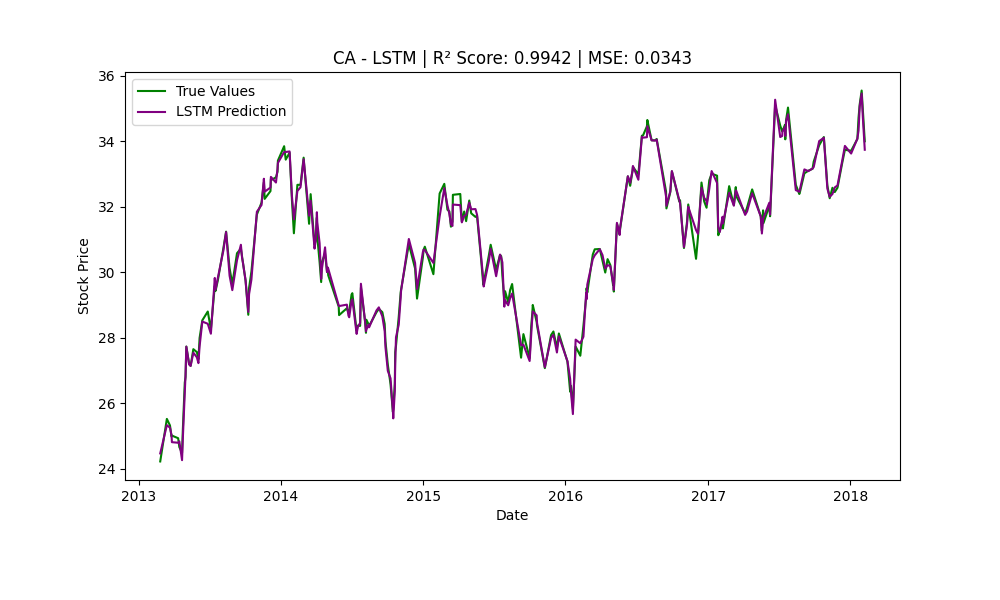 CA - LSTM | R² Score: 0.9942 | MSE: 0.0343
True Values
LSTM Prediction
36
34
32
30
28
26
24
Stock Price
2013 2014 2015 2016 2017 2018
Date